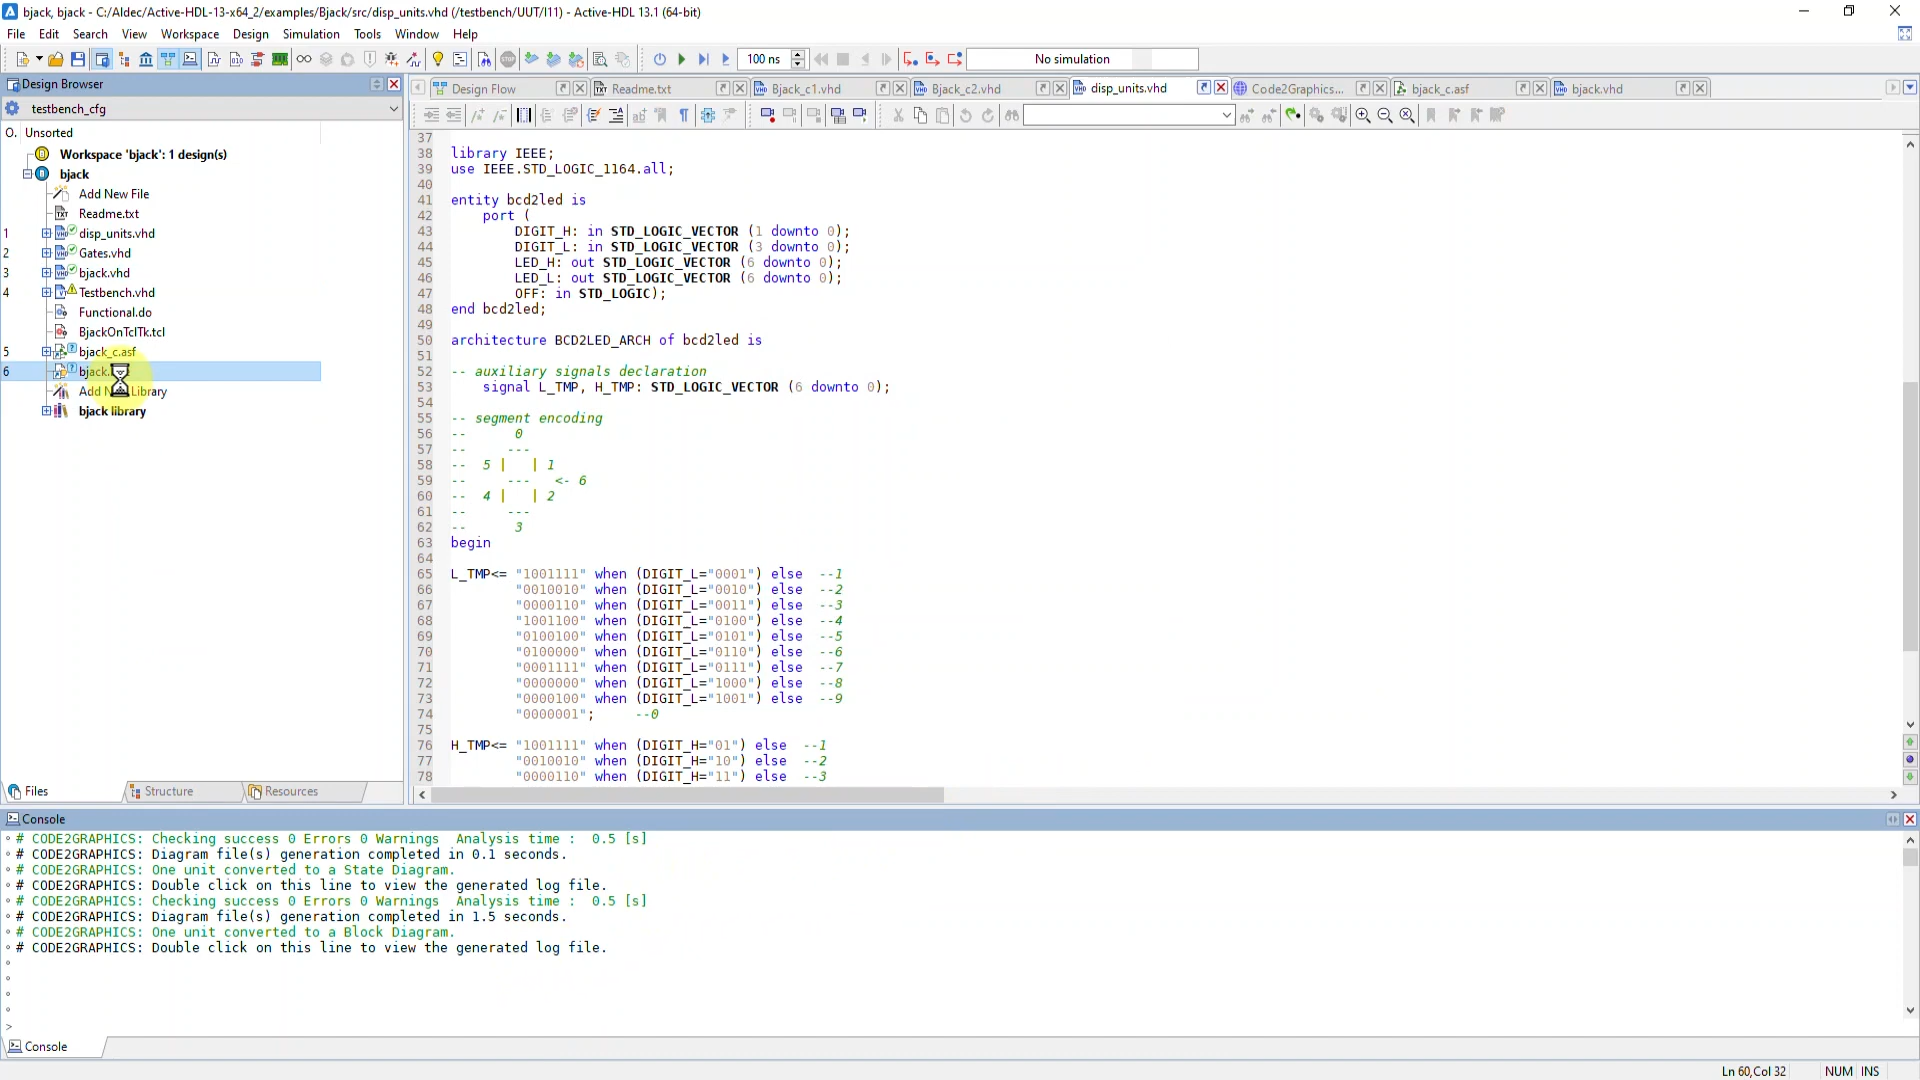 bjack, bjack - C:/Aldec/Active-HDL-13-x64_2/examples/Bjack/src/disp_units.vhd (/testbench/UUT/I11) - Active-HDL 13.1 (64-bit)
File Edit Search View Workspace Design Simulation Tools Window Help
100 ns No simulation
Design Browser
testbench_cfg
O. Unsorted
Workspace 'bjack': 1 design(s)
bjack
Add New File
Readme.txt
1 disp_units.vhd
2 Gates.vhd
3 bjack.vhd
4 Testbench.vhd
Functional.do
BjackOnTclTk.tcl
5 bjack_c.asf
6
Add Library
bjack library
Files Structure Resources
Design Flow Readme.txt Bjack_c1.vhd Bjack_c2.vhd disp_units.vhd Code2Graphics... bjack_c.asf bjack.vhd
37
38 library IEEE;
39 use IEEE.STD_LOGIC_1164.all;
40
41 entity bcd2led is
42 port (
43 DIGIT_H: in STD_LOGIC_VECTOR (1 downto 0);
44 DIGIT_L: in STD_LOGIC_VECTOR (3 downto 0);
45 LED_H: out STD_LOGIC_VECTOR (6 downto 0);
46 LED_L: out STD_LOGIC_VECTOR (6 downto 0);
47 OFF: in STD_LOGIC);
48 end bcd2led;
49
50 architecture BCD2LED_ARCH of bcd2led is
51
52 -- auxiliary signals declaration
53 signal L_TMP, H_TMP: STD_LOGIC_VECTOR (6 downto 0);
54
55 -- segment encoding
56 -- 0
57 -- ---
58 -- 5 | | 1
59 -- --- <- 6
60 -- 4 | | 2
61 -- ---
62 -- 3
63 begin
64
65 L_TMP<= "1001111" when (DIGIT_L="0001") else --1
66 "0010010" when (DIGIT_L="0010") else --2
67 "0000110" when (DIGIT_L="0011") else --3
68 "1001100" when (DIGIT_L="0100") else --4
69 "0100100" when (DIGIT_L="0101") else --5
70 "0100000" when (DIGIT_L="0110") else --6
71 "0001111" when (DIGIT_L="0111") else --7
72 "0000000" when (DIGIT_L="1000") else --8
73 "0000100" when (DIGIT_L="1001") else --9
74 "0000001"; --0
75
76 H_TMP<= "1001111" when (DIGIT_H="01") else --1
77 "0010010" when (DIGIT_H="10") else --2
78 "0000110" when (DIGIT_H="11") else --3
Console
# CODE2GRAPHICS: Checking success 0 Errors 0 Warnings Analysis time : 0.5 [s]
# CODE2GRAPHICS: Diagram file(s) generation completed in 0.1 seconds.
# CODE2GRAPHICS: One unit converted to a State Diagram.
# CODE2GRAPHICS: Double click on this line to view the generated log file.
# CODE2GRAPHICS: Checking success 0 Errors 0 Warnings Analysis time : 0.5 [s]
# CODE2GRAPHICS: Diagram file(s) generation completed in 1.5 seconds.
# CODE2GRAPHICS: One unit converted to a Block Diagram.
# CODE2GRAPHICS: Double click on this line to view the generated log file.
>
Console
Ln 60,Col 32 NUM INS